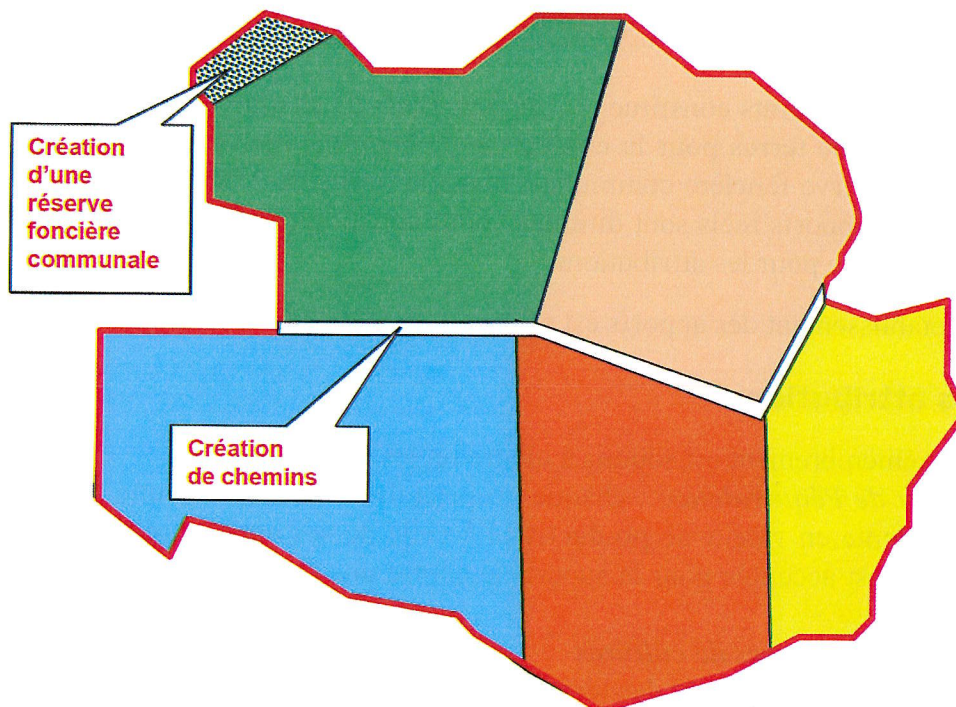 Création
d'une
réserve
foncière
communale
Création
de chemins